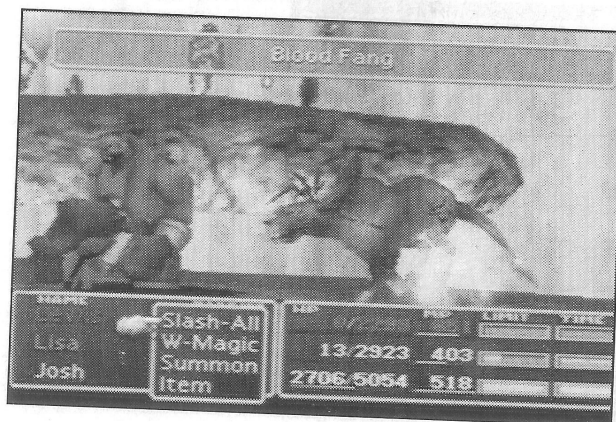 Blood Fang
NAME
HP MP LIMIT TIME
Slash-All
Lisa W-Magic 13/2923 403
Josh Summon 2706/5054 518
Item